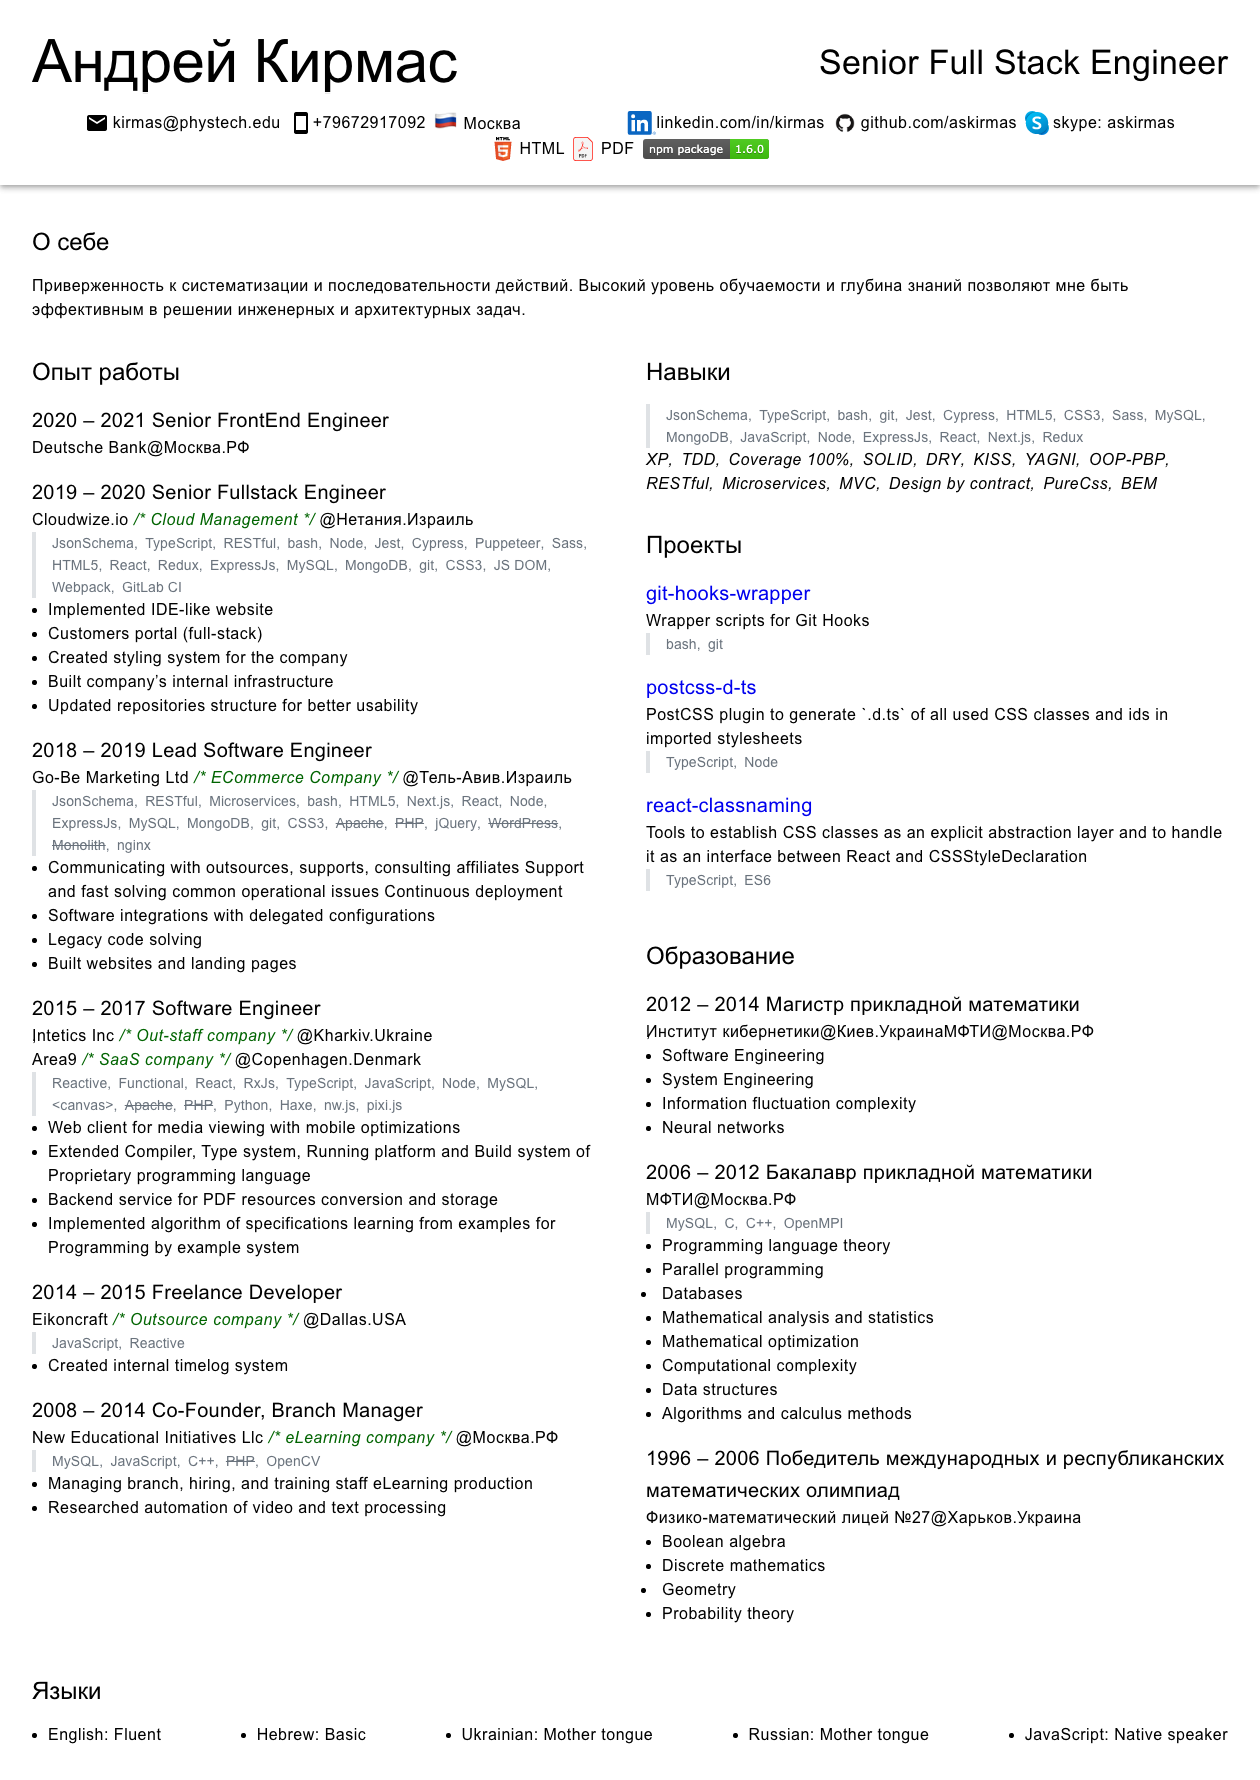 Андрей Кирмас
Senior Full Stack Engineer
kirmas@phystech.edu +79672917092 Москва linkedin.com/in/kirmas github.com/askirmas skype: askirmas
HTML PDF npm package 1.6.0
О себе
Приверженность к систематизации и последовательности действий. Высокий уровень обучаемости и глубина знаний позволяют мне быть
эффективным в решении инженерных и архитектурных задач.
Опыт работы
2020 – 2021 Senior FrontEnd Engineer
Deutsche Bank@Москва.РФ
2019 – 2020 Senior Fullstack Engineer
Cloudwize.io /* Cloud Management */ @Нетания.Израиль
JsonSchema, TypeScript, RESTful, bash, Node, Jest, Cypress, Puppeteer, Sass,
HTML5, React, Redux, ExpressJs, MySQL, MongoDB, git, CSS3, JS DOM,
Webpack, GitLab CI
• Implemented IDE-like website
• Customers portal (full-stack)
• Created styling system for the company
• Built company’s internal infrastructure
• Updated repositories structure for better usability
2018 – 2019 Lead Software Engineer
Go-Be Marketing Ltd /* ECommerce Company */ @Тель-Авив.Израиль
JsonSchema, RESTful, Microservices, bash, HTML5, Next.js, React, Node,
ExpressJs, MySQL, MongoDB, git, CSS3, Apache, PHP, jQuery, WordPress,
Monolith, nginx
• Communicating with outsources, supports, consulting affiliates Support
and fast solving common operational issues Continuous deployment
• Software integrations with delegated configurations
• Legacy code solving
• Built websites and landing pages
2015 – 2017 Software Engineer
Intetics Inc /* Out-staff company */ @Kharkiv.Ukraine
Area9 /* SaaS company */ @Copenhagen.Denmark
Reactive, Functional, React, RxJs, TypeScript, JavaScript, Node, MySQL,
<canvas>, Apache, PHP, Python, Haxe, nw.js, pixi.js
• Web client for media viewing with mobile optimizations
• Extended Compiler, Type system, Running platform and Build system of
Proprietary programming language
• Backend service for PDF resources conversion and storage
• Implemented algorithm of specifications learning from examples for
Programming by example system
2014 – 2015 Freelance Developer
Eikoncraft /* Outsource company */ @Dallas.USA
JavaScript, Reactive
• Created internal timelog system
2008 – 2014 Co-Founder, Branch Manager
New Educational Initiatives Llc /* eLearning company */ @Москва.РФ
MySQL, JavaScript, C++, PHP, OpenCV
• Managing branch, hiring, and training staff eLearning production
• Researched automation of video and text processing
Навыки
JsonSchema, TypeScript, bash, git, Jest, Cypress, HTML5, CSS3, Sass, MySQL,
MongoDB, JavaScript, Node, ExpressJs, React, Next.js, Redux
XP, TDD, Coverage 100%, SOLID, DRY, KISS, YAGNI, OOP-PBP,
RESTful, Microservices, MVC, Design by contract, PureCss, BEM
Проекты
git-hooks-wrapper
Wrapper scripts for Git Hooks
bash, git
postcss-d-ts
PostCSS plugin to generate `.d.ts` of all used CSS classes and ids in
imported stylesheets
TypeScript, Node
react-classnaming
Tools to establish CSS classes as an explicit abstraction layer and to handle
it as an interface between React and CSSStyleDeclaration
TypeScript, ES6
Образование
2012 – 2014 Магистр прикладной математики
Институт кибернетики@Киев.УкраинаМФТИ@Москва.РФ
• Software Engineering
• System Engineering
• Information fluctuation complexity
• Neural networks
2006 – 2012 Бакалавр прикладной математики
МФТИ@Москва.РФ
MySQL, C, C++, OpenMPI
• Programming language theory
• Parallel programming
• Databases
• Mathematical analysis and statistics
• Mathematical optimization
• Computational complexity
• Data structures
• Algorithms and calculus methods
1996 – 2006 Победитель международных и республиканских
математических олимпиад
Физико-математический лицей №27@Харьков.Украина
• Boolean algebra
• Discrete mathematics
• Geometry
• Probability theory
Языки
• English: Fluent • Hebrew: Basic • Ukrainian: Mother tongue • Russian: Mother tongue • JavaScript: Native speaker